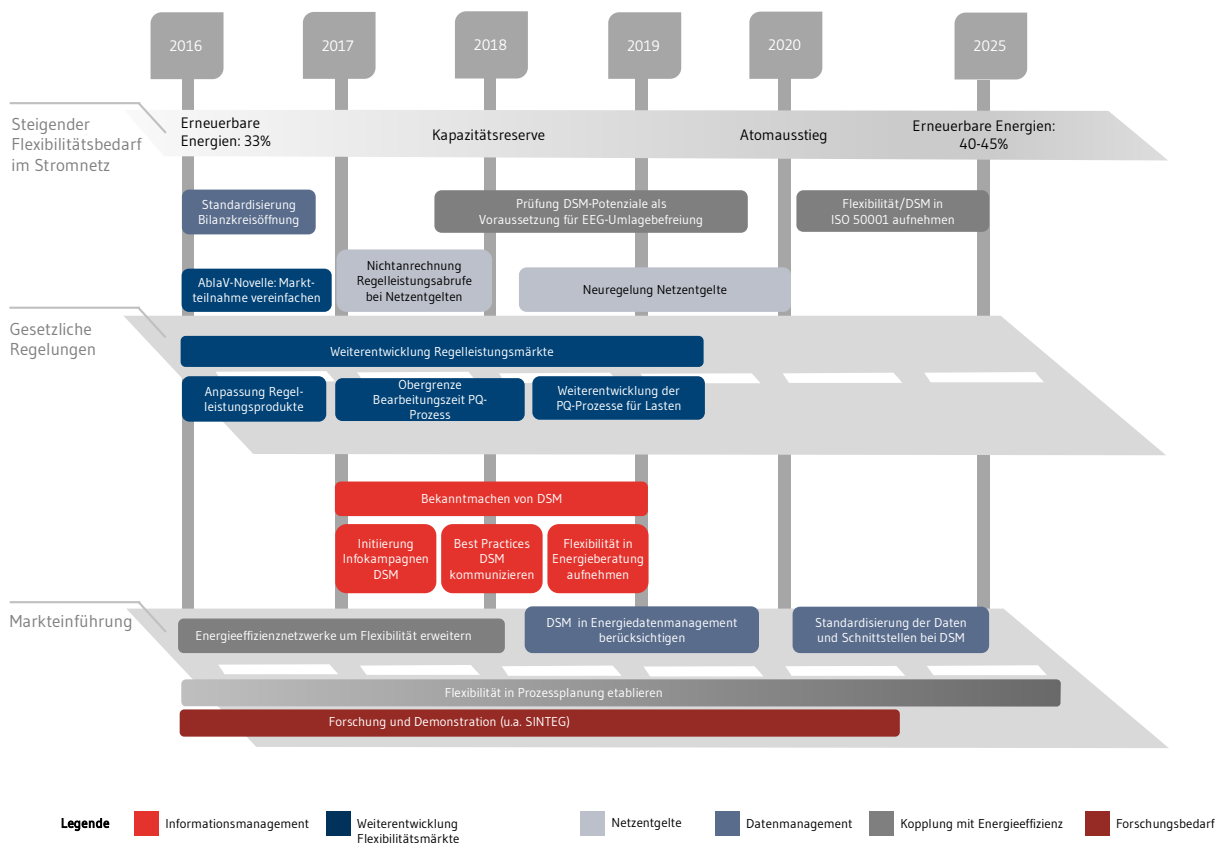 2016
2017
2018
2019
2020
2025
Steigender
Flexibilitätsbedarf
im Stromnetz
Erneuerbare
Energien: 33%
Kapazitätsreserve
Atomausstieg
Erneuerbare Energien:
40-45%
Standardisierung
Bilanzkreisöffnung
Prüfung DSM-Potenziale als
Voraussetzung für EEG-Umlagebefreiung
Flexibilität/DSM in
ISO 50001 aufnehmen
AblaV-Novelle: Markt-
teilnahme vereinfachen
Nichtanrechnung
Regelleistungsabrufe
bei Netzentgelten
Neuregelung Netzentgelte
Gesetzliche
Regelungen
Weiterentwicklung Regelleistungsmärkte
Anpassung Regel-
leistungsprodukte
Obergrenze
Bearbeitungszeit PQ-
Prozess
Weiterentwicklung der
PQ-Prozesse für Lasten
Bekanntmachen von DSM
Initiierung
Infokampagnen
DSM
Best Practices
DSM
kommunizieren
Flexibilität in
Energieberatung
aufnehmen
Markteinführung
Energieeffizienznetzwerke um Flexibilität erweitern
DSM in Energiedatenmanagement
berücksichtigen
Standardisierung der Daten
und Schnittstellen bei DSM
Flexibilität in Prozessplanung etablieren
Forschung und Demonstration (u.a. SINTEG)
Legende
Informationsmanagement
Weiterentwicklung
Flexibilitätsmärkte
Netzentgelte
Datenmanagement
Kopplung mit Energieeffizienz
Forschungsbedarf